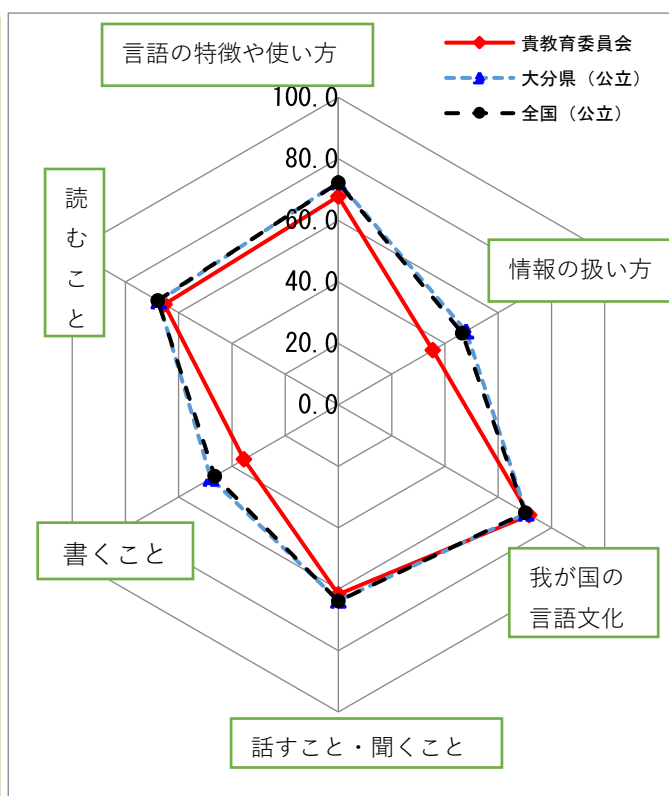 言語の特徴や使い方
貴教育委員会
大分県（公立）
全国（公立）
100.0
80.0
60.0
40.0
20.0
0.0
読むこと
情報の扱い方
書くこと
我が国の
言語文化
話すこと・聞くこと